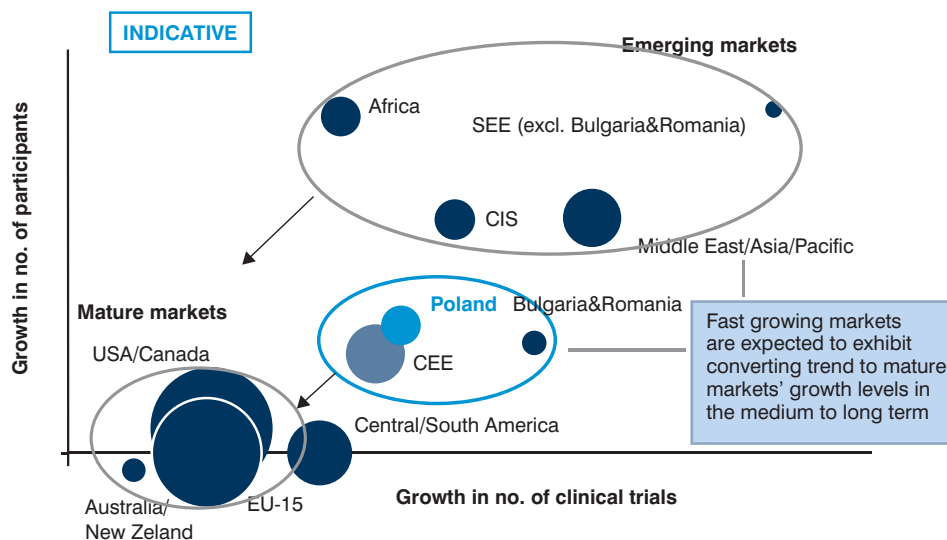 INDICATIVE
Emerging markets
Africa
SEE (excl. Bulgaria&Romania)
CIS
Middle East/Asia/Pacific
Growth in no. of participants
Mature markets
USA/Canada
Poland
Bulgaria&Romania
CEE
Fast growing markets
are expected to exhibit
converting trend to mature
markets’ growth levels in
the medium to long term
Central/South America
EU-15
Australia/
New Zeland
Growth in no. of clinical trials